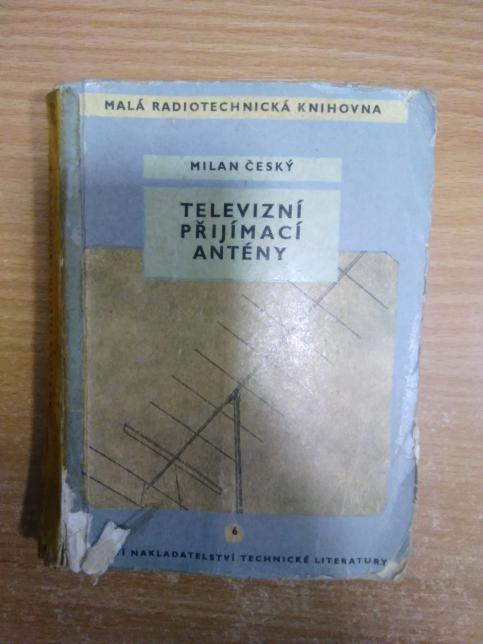 MALÁ RADIOTECHNICKÁ KNIHOVNA
MILAN ČESKÝ
TELEVIZNÍ
PŘIJÍMACÍ
ANTÉNY
6
NAKLADATELSTVÍ TECHNICKÉ LITERATURY